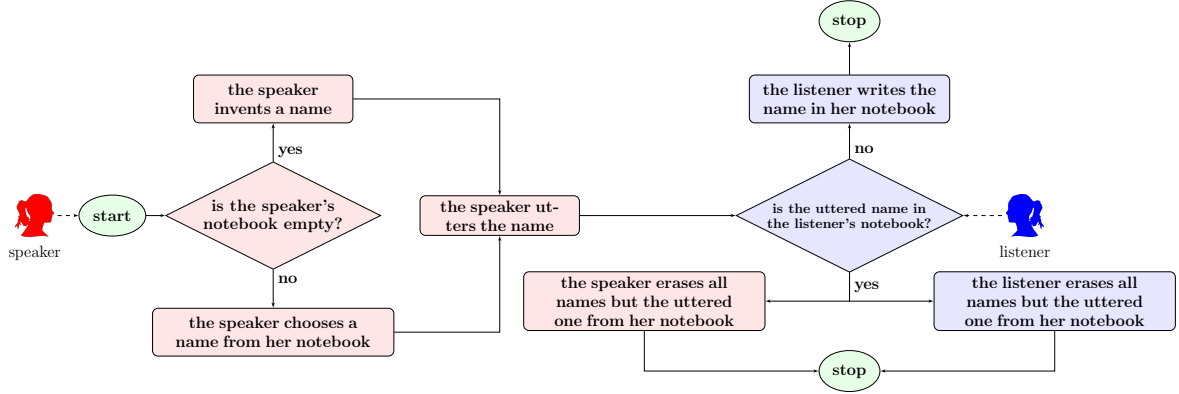 speaker
start
is the speaker's
notebook empty?
yes
the speaker
invents a name
no
the speaker chooses a
name from her notebook
the speaker ut-
ters the name
is the uttered name in
the listener's notebook?
no
the listener writes the
name in her notebook
stop
listener
yes
the speaker erases all
names but the uttered
one from her notebook
the listener erases all
names but the uttered
one from her notebook
stop